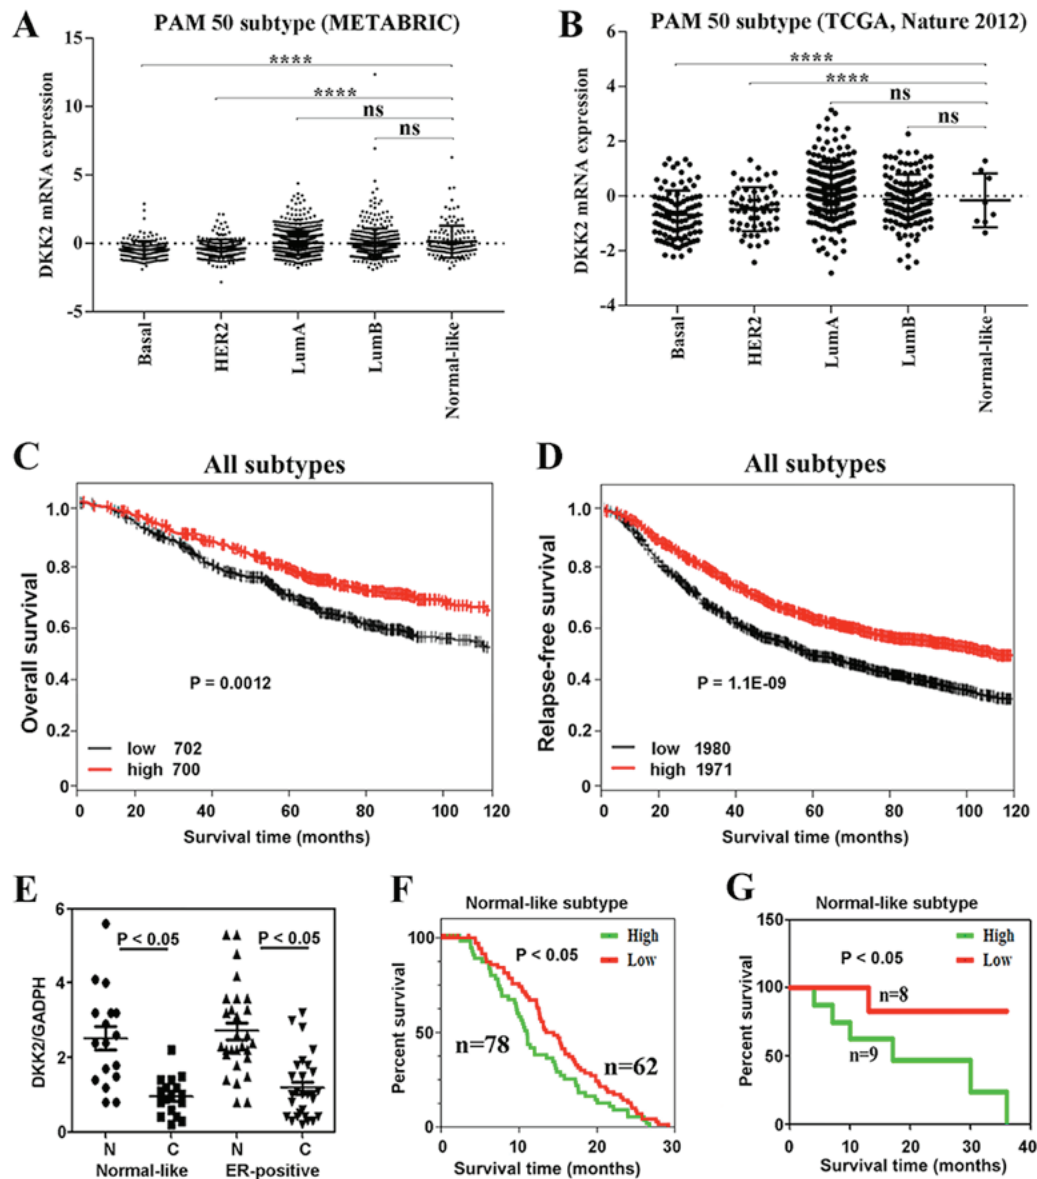 A
PAM 50 subtype (METABRIC)
DKK2 mRNA expression
15
10
5
0
-5
****
****
ns
ns
Basal
HER2
LumA
LumB
Normal-like
B
PAM 50 subtype (TCGA, Nature 2012)
DKK2 mRNA expression
6
4
2
0
-2
-4
****
****
ns
ns
Basal
HER2
LumA
LumB
Normal-like
C
All subtypes
Overall survival
1.0
0.8
0.6
0.4
0.2
0
P = 0.0012
low 702
high 700
0
20
40
60
80
100
120
Survival time (months)
D
All subtypes
Relapse-free survival
1.0
0.8
0.6
0.4
0.2
0
P = 1.1E-09
low 1980
high 1971
0
20
40
60
80
100
120
Survival time (months)
E
DKK2/GADPH
6
4
2
0
P < 0.05
P < 0.05
N
C
N
C
Normal-like
ER-positive
F
Normal-like subtype
Percent survival
100
50
0
P < 0.05
High
Low
n=78
n=62
0
10
20
30
Survival time (months)
G
Normal-like subtype
Percent survival
150
100
50
0
High
Low
P < 0.05
n=8
n=9
0
10
20
30
40
Survival time (months)